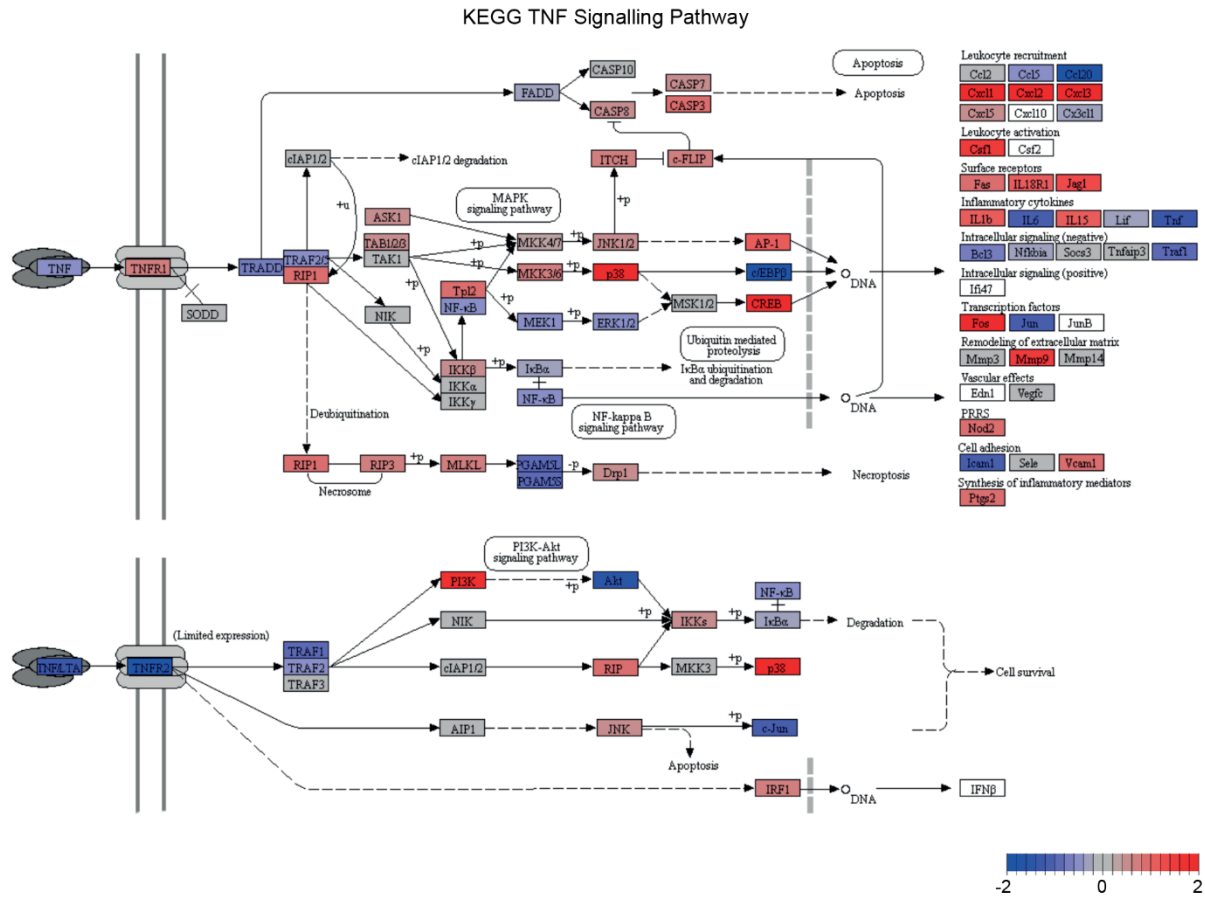 KEGG TNF Signalling Pathway
Apoptosis
CASP10
FADD
CASP7
CASP3
Apoptosis
CASP8
cIAP1/2
cIAP1/2 degradation
ITCH
c-FLIP
+u
MAPK
signaling pathway
+p
ASK1
TAB1/2/3
TAK1
+p
MKK4/7
+p
JNK1/2
AP-1
TNF
TNFR1
TRADD
TRAF2/5
RIP1
+p
MKK3/6
+p
p38
c/EBPβ
DNA
SODD
NIK
Tpl2
NF-κB
+p
MEK1
+p
ERK1/2
MSK1/2
CREB
+p
+p
Ubiquitin mediated
proteolysis
IKKβ
IKKα
IKKγ
+p
IκBα
IκBα ubiquitination
and degradation
NF-κB
DNA
Deubiquitination
NF-kappa B
signaling pathway
RIP1
RIP3
+p
MLKL
PGAM5L
PGAM5S
-p
Drp1
Necroptosis
Necrosome
Leukocyte recruitment
Ccl2 Ccl5 Ccl20
Cxcl1 Cxcl2 Cxcl3
Cxcl5 Cxcl10 Cx3cl1
Leukocyte activation
Csf1 Csf2
Surface receptors
Fas IL18R1 Jag1
Inflammatory cytokines
IL1b IL6 IL15 Lif Tnf
Intracellular signaling (negative)
Bcl3 Nfkbia Socs3 Tnfaip3 Traf1
Intracellular signaling (positive)
Ifi47
Transcription factors
Fos Jun JunB
Remodeling of extracellular matrix
Mmp3 Mmp9 Mmp14
Vascular effects
Edn1 Vegfc
PRRS
Nod2
Cell adhesion
Icam1 Sele Vcam1
Synthesis of inflammatory mediators
Ptgs2
PI3K-Akt
signaling pathway
PI3K
+p
Akt
NF-κB
NIK
+p
+p
IKKs
+p
IκBα
Degradation
(Limited expression)
TNF/LTA
TNFR2
TRAF1
TRAF2
TRAF3
cIAP1/2
RIP
MKK3
+p
p38
Cell survival
AIP1
JNK
+p
c-Jun
Apoptosis
IRF1
DNA
IFNβ
-2 0 2